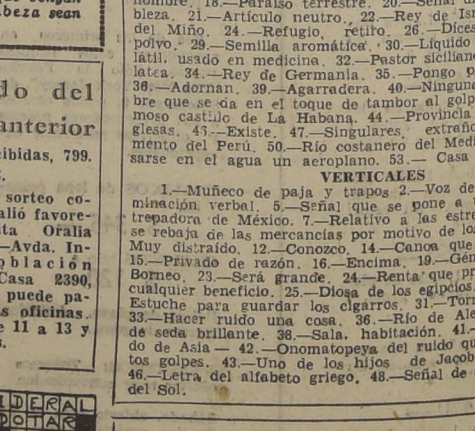 beza sean
do del
anterior
cibidas, 799.
sorteo co-
alió favore-
nta Oralia
—Avda. In-
oblación
Casa 2390,
puede pa-
s oficinas
e 11 a 13 y
s.
IDERAL
DOTAR
nombre. 18.—Paraíso terrestre. 20.—Señal
bleza. 21.—Artículo neutro. 22.—Rey de Is
del Miño. 24.—Refugio, retiro. 26.—Dices
polvo. 29.—Semilla aromática. 30.—Líquido
látil, usado en medicina. 32.—Pastor sicilian
latea. 34.—Rey de Germania. 35.—Pongo
36.—Adornan. 39.—Agarradera. 40.—Ningun
bre que se da en el toque de tambor al golp
moso castillo de La Habana. 44.—Provincia
glesas. 45.—Existe. 47.—Singulares, extraño
mento del Perú. 50.—Río costanero del Medi
sarse en el agua un aeroplano. 53.— Casa
VERTICALES
1.—Muñeco de paja y trapos 2.—Voz de
minación verbal. 5.—Señal que se pone a
trepadora de México. 7.—Relativo a las estre
se rebaja de las mercancías por motivo de lo
Muy distraído. 12.—Conozco. 14.—Canoa que
15.—Privado de razón. 16.—Encima. 19.—Gén
Borneo. 23.—Será grande. 24.—Renta que pr
cualquier beneficio. 25.—Diosa de los egipcios
Estuche para guardar los cigarros. 31.—Tor
33.—Hacer ruido una cosa. 36.—Río de Ale
de seda brillante. 38.—Sala, habitación. 41.—
do de Asia — 42.—Onomatopeya del ruido qu
tos golpes. 43.—Uno de los hijos de Jacob
46.—Letra del alfabeto griego. 48.—Señal de
del Sol.